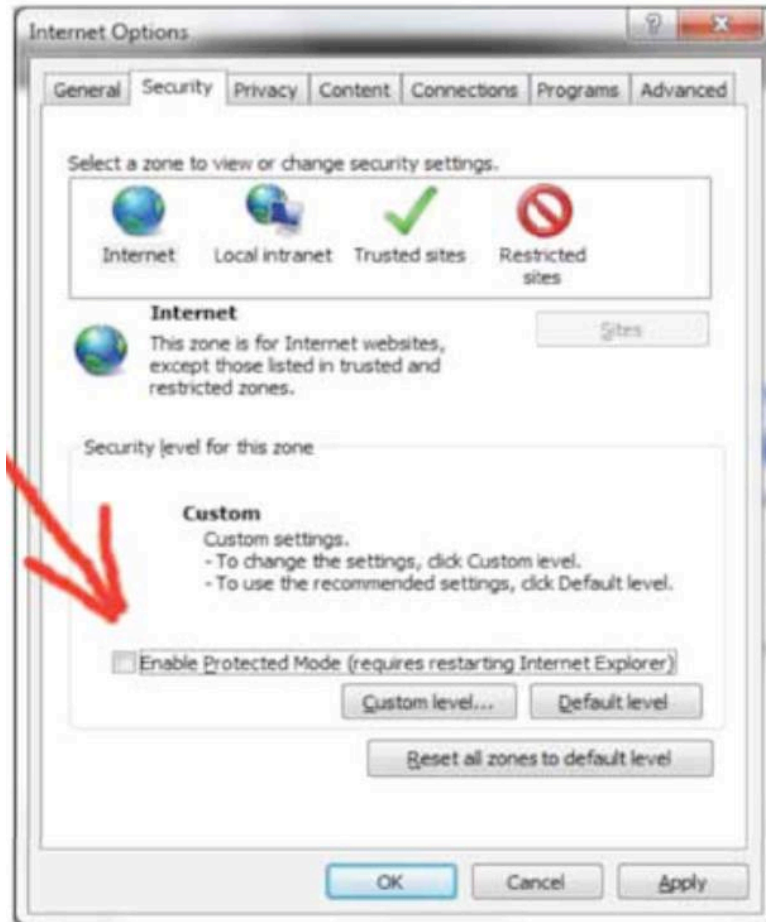 Internet Options
General Security Privacy Content Connections Programs Advanced
Select a zone to view or change security settings.
Internet Local intranet Trusted sites Restricted sites
Internet
Sites
This zone is for Internet websites,
except those listed in trusted and
restricted zones.
Security level for this zone
Custom
Custom settings.
- To change the settings, click Custom level.
- To use the recommended settings, click Default level.
Enable Protected Mode (requires restarting Internet Explorer)
Custom level... Default level
Reset all zones to default level
OK Cancel Apply